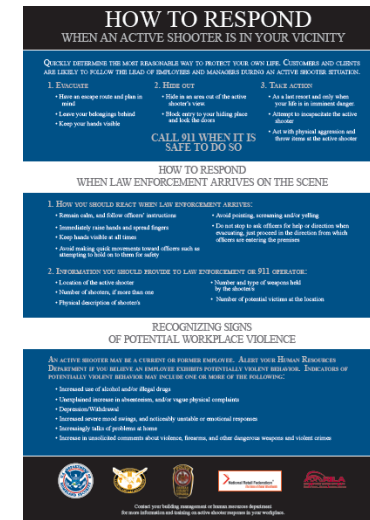 HOW TO RESPOND
WHEN AN ACTIVE SHOOTER IS IN YOUR VICINITY
QUICKLY DETERMINE THE MOST REASONABLE WAY TO PROTECT YOUR OWN LIFE. CUSTOMERS AND CLIENTS
ARE LIKELY TO FOLLOW THE LEAD OF EMPLOYEES AND MANAGERS DURING AN ACTIVE SHOOTER SITUATION.
1. EVACUATE
• Have an escape route and plan in
mind
• Leave your belongings behind
• Keep your hands visible
2. HIDE OUT
• Hide in an area out of the active
shooter's view
• Block entry to your hiding place
and lock the doors
3. TAKE ACTION
• As a last resort and only when
your life is in imminent danger
• Attempt to incapacitate the active
shooter
• Act with physical aggression and
throw items at the active shooter
CALL 911 WHEN IT IS
SAFE TO DO SO
HOW TO RESPOND
WHEN LAW ENFORCEMENT ARRIVES ON THE SCENE
1. HOW YOU SHOULD REACT WHEN LAW ENFORCEMENT ARRIVES:
• Remain calm, and follow officers' instructions
• Immediately raise hands and spread fingers
• Keep hands visible at all times
• Avoid making quick movements toward officers such as
attempting to hold on to them for safety
• Avoid pointing, screaming and/or yelling
• Do not stop to ask officers for help or direction when
evacuating, just proceed in the direction from which
officers are entering the premises
2. INFORMATION YOU SHOULD PROVIDE TO LAW ENFORCEMENT OR 911 OPERATOR:
• Location of the active shooter
• Number of shooters, if more than one
• Physical description of shooter/s
• Number and type of weapons held
by the shooter/s
• Number of potential victims at the location
RECOGNIZING SIGNS
OF POTENTIAL WORKPLACE VIOLENCE
AN ACTIVE SHOOTER MAY BE A CURRENT OR FORMER EMPLOYEE. ALERT YOUR HUMAN RESOURCES
DEPARTMENT IF YOU BELIEVE AN EMPLOYEE EXHIBITS POTENTIALLY VIOLENT BEHAVIOR. INDICATORS OF
POTENTIALLY VIOLENT BEHAVIOR MAY INCLUDE ONE OR MORE OF THE FOLLOWING:
• Increased use of alcohol and/or illegal drugs
• Unexplained increase in absenteeism, and/or vague physical complaints
• Depression/Withdrawal
• Increased severe mood swings, and noticeably unstable or emotional responses
• Increasingly talks of problems at home
• Increase in unsolicited comments about violence, firearms, and other dangerous weapons and violent crimes
National Retail Federation
Contact your building management or human resources department
for more information and training on active shooter response in your workplace.